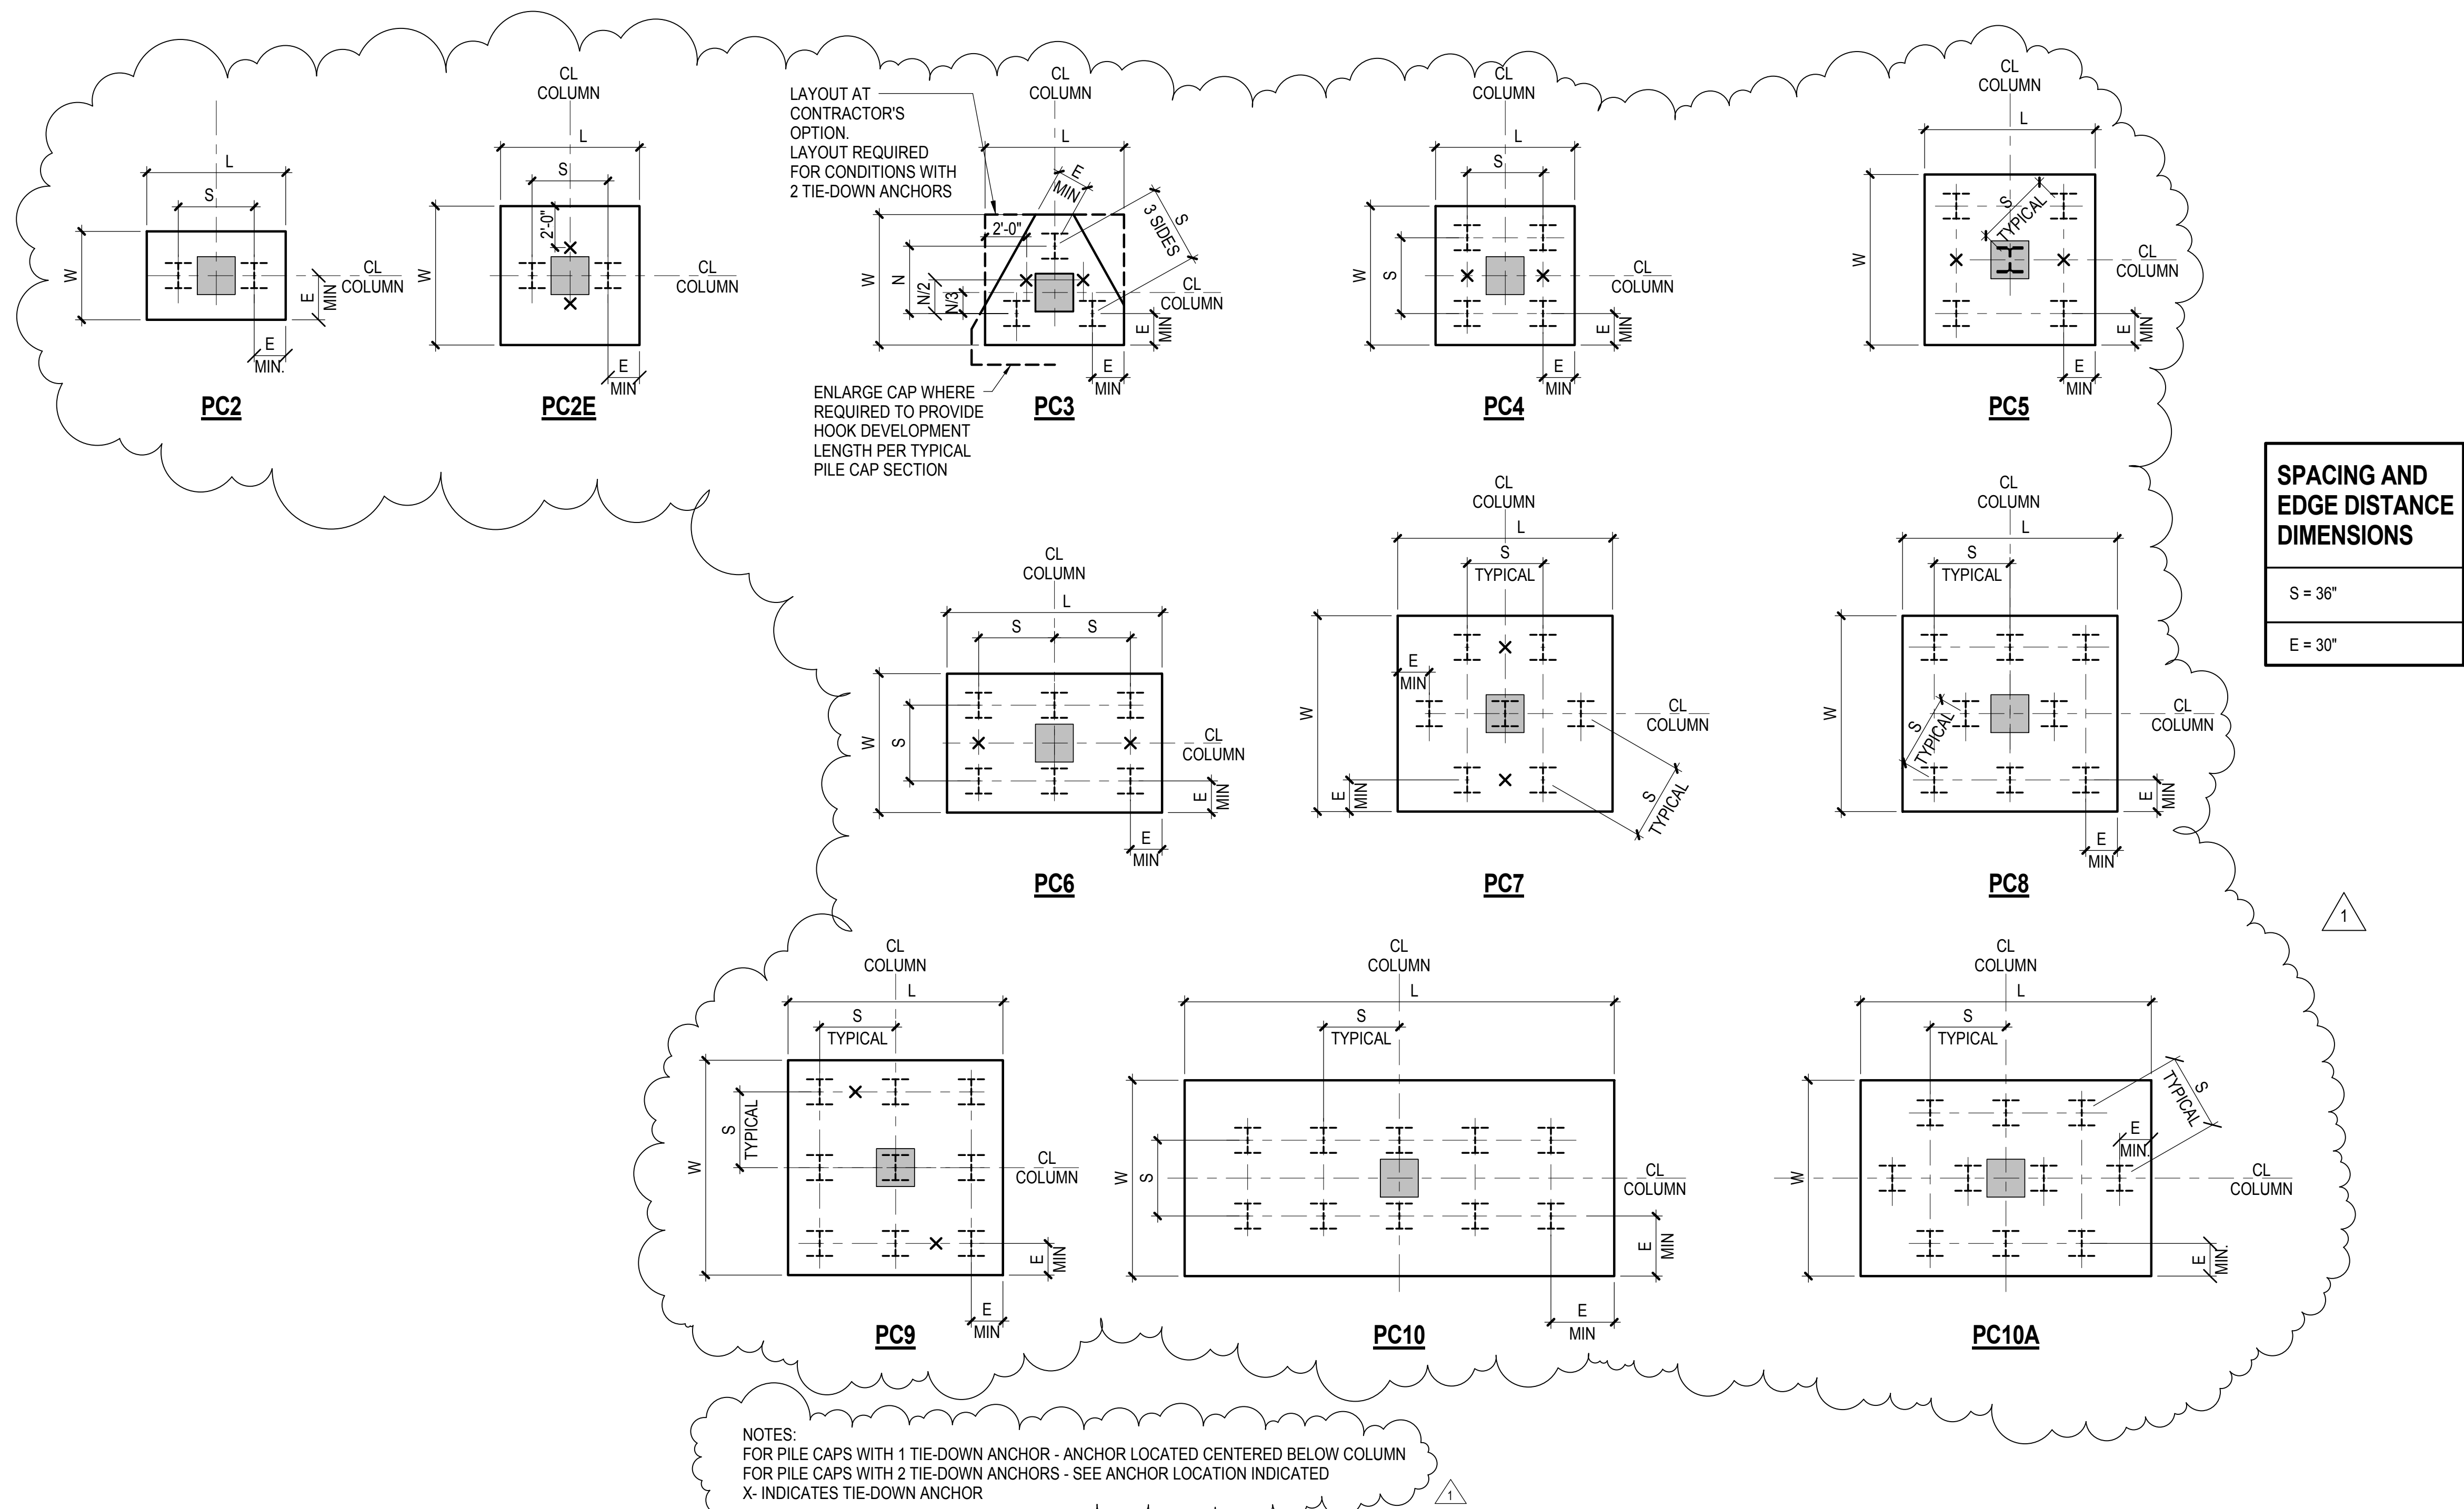 CL
COLUMN
L
S
W
CL
COLUMN
E
MIN
E
MIN.
PC2
CL
COLUMN
L
S
2'-0"
W
CL
COLUMN
E
MIN
PC2E
LAYOUT AT
CONTRACTOR'S
OPTION.
LAYOUT REQUIRED
FOR CONDITIONS WITH
2 TIE-DOWN ANCHORS
CL
COLUMN
L
E
MIN
S
3 SIDES
2'-0"
W
N
N/2
N/3
CL
COLUMN
E
MIN
E
MIN
ENLARGE CAP WHERE
REQUIRED TO PROVIDE
HOOK DEVELOPMENT
LENGTH PER TYPICAL
PILE CAP SECTION
PC3
CL
COLUMN
L
S
W
S
CL
COLUMN
E
MIN
E
MIN
PC4
CL
COLUMN
L
S
TYPICAL
W
CL
COLUMN
E
MIN
E
MIN
PC5
SPACING AND
EDGE DISTANCE
DIMENSIONS
S = 36"
E = 30"
CL
COLUMN
L
S
S
W
S
CL
COLUMN
E
MIN
E
MIN
PC6
CL
COLUMN
L
S
TYPICAL
E
MIN
W
CL
COLUMN
E
MIN
S
TYPICAL
PC7
CL
COLUMN
L
S
TYPICAL
W
S
TYPICAL
CL
COLUMN
E
MIN
E
MIN
PC8
1
CL
COLUMN
L
S
TYPICAL
W
S
TYPICAL
CL
COLUMN
E
MIN
E
MIN
PC9
CL
COLUMN
L
S
TYPICAL
W
S
CL
COLUMN
E
MIN
E
MIN
PC10
CL
COLUMN
L
S
TYPICAL
S
TYPICAL
E
MIN.
W
CL
COLUMN
E
MIN.
PC10A
NOTES:
FOR PILE CAPS WITH 1 TIE-DOWN ANCHOR - ANCHOR LOCATED CENTERED BELOW COLUMN
FOR PILE CAPS WITH 2 TIE-DOWN ANCHORS - SEE ANCHOR LOCATION INDICATED
X- INDICATES TIE-DOWN ANCHOR
1